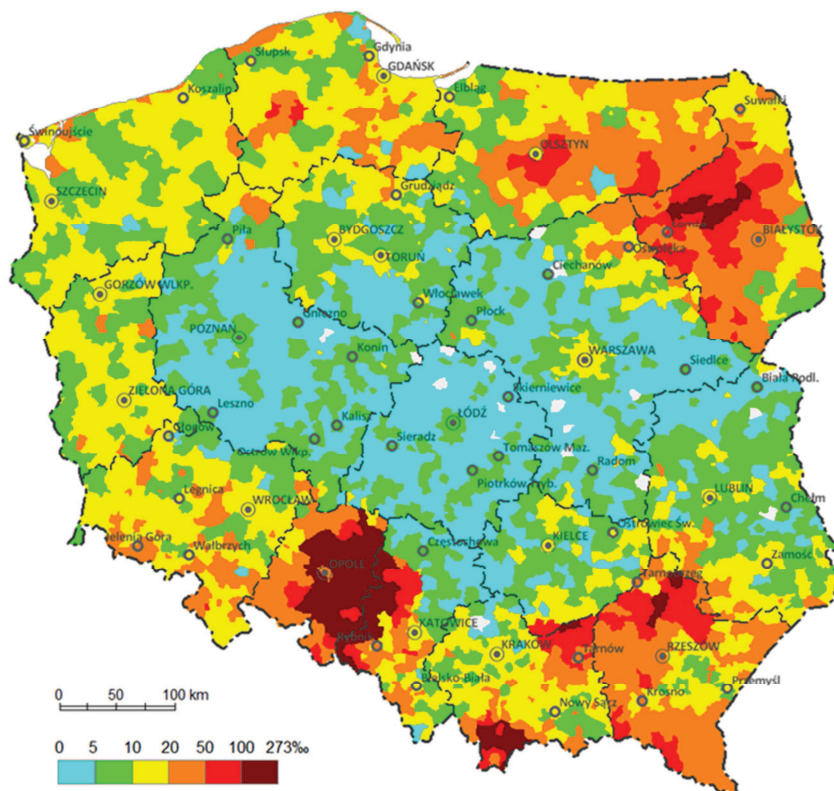 Gdynia
Słupsk
GDAŃSK
Koszalin
Elbląg
Suwałki
Świnoujście
OLSZTYN
SZCZECIN
Grudziądz
Łomża
BIAŁYSTOK
Piła
BYDGOSZCZ
Ostrołęka
TORUŃ
Ciechanów
GORZÓW WLKP.
Włocławek
Gniezno
Płock
POZNAŃ
Konin
WARSZAWA
Siedlce
Biała Podl.
ZIELONA GÓRA
Skierniewice
Leszno
Kalisz
ŁÓDŹ
Głogów
Sieradz
Ostrów Wlkp.
Tomaszów Maz.
Radom
Piotrków Tryb.
Legnica
LUBLIN
WROCŁAW
Chełm
Ostrowiec Św.
Jelenia Góra
Wałbrzych
Częstochowa
KIELCE
OPOLE
Zamość
Tarnobrzeg
KATOWICE
Rybnik
KRAKÓW
Tarnów
RZESZÓW
Bielsko-Biała
Przemyśl
Krosno
Nowy Sącz
0 50 100 km
0 5 10 20 50 100 273‰